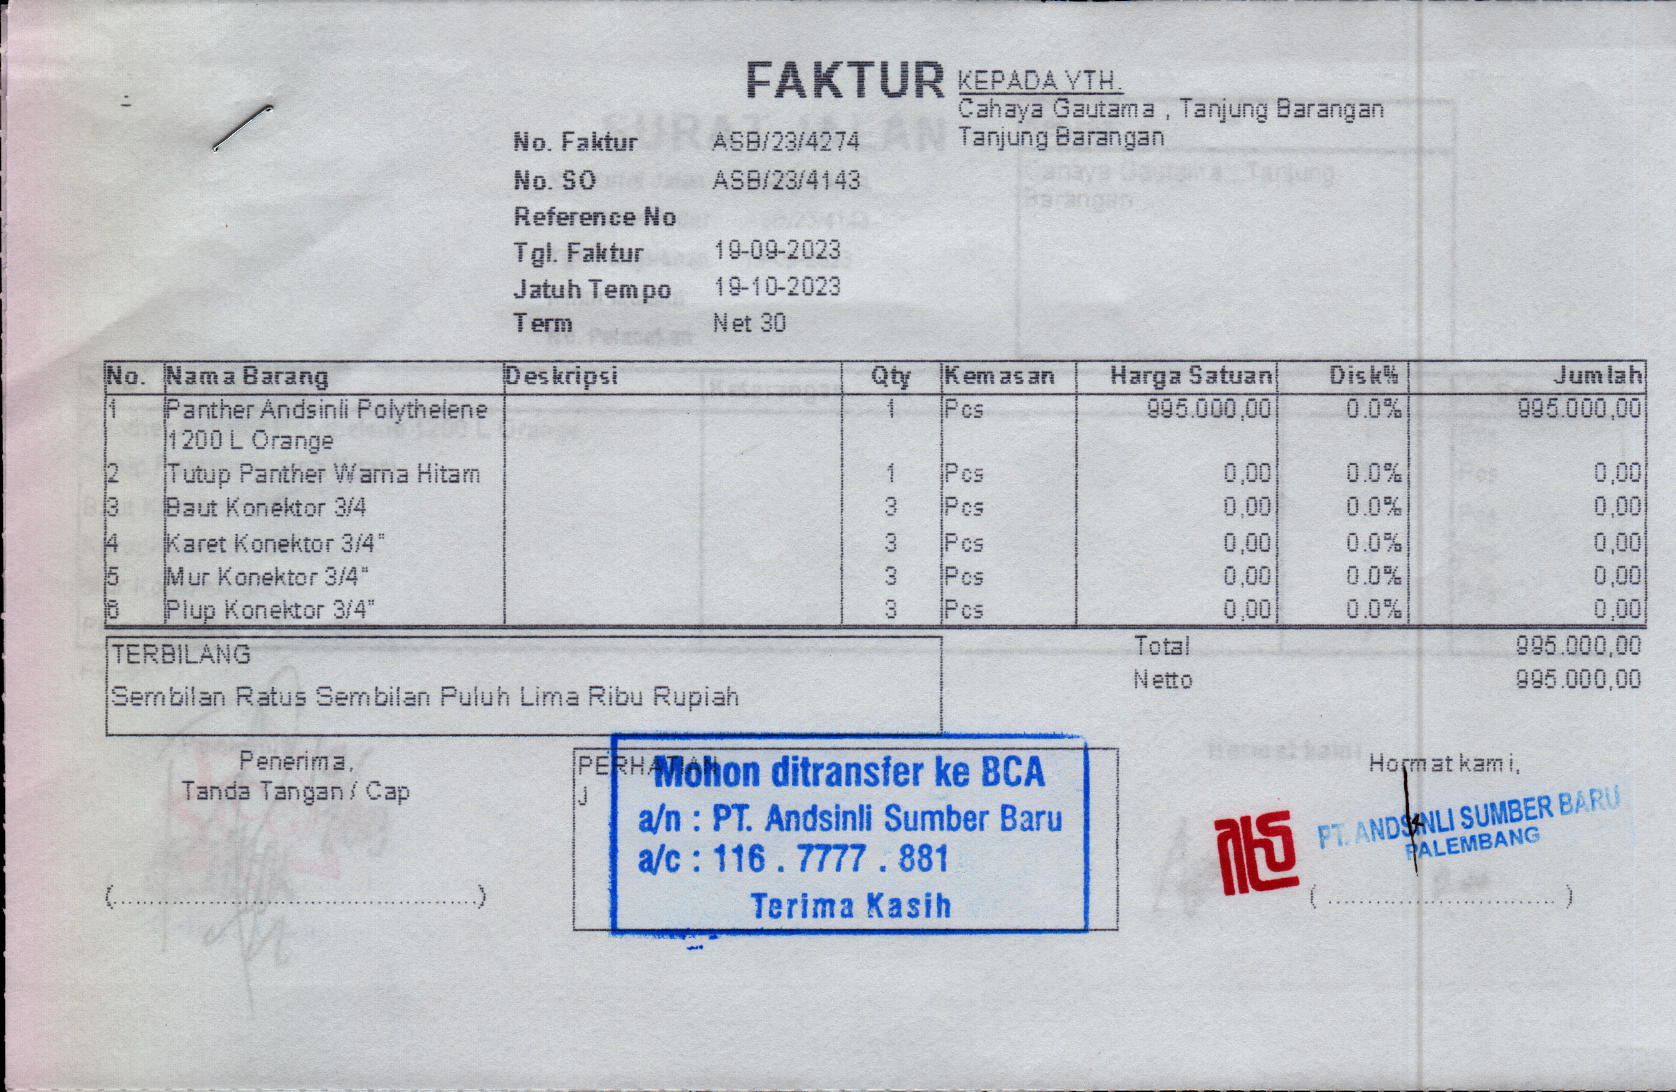 FAKTUR
KEPADA YTH.
Cahaya Gautama , Tanjung Barangan
Tanjung Barangan
No. Faktur ASB/23/4274
No. SO ASB/23/4143
Reference No
Tgl. Faktur 19-09-2023
Jatuh Tempo 19-10-2023
Term Net 30
No. Nama Barang Deskripsi Qty Kemasan Harga Satuan Disk% Jumlah
1 Panther Andsinli Polythelene 1 Pcs 995.000,00 0.0% 995.000,00
1200 L Orange
2 Tutup Panther Warna Hitam 1 Pcs 0,00 0.0% 0,00
3 Baut Konektor 3/4 3 Pcs 0,00 0.0% 0,00
4 Karet Konektor 3/4" 3 Pcs 0,00 0.0% 0,00
5 Mur Konektor 3/4" 3 Pcs 0,00 0.0% 0,00
6 Plup Konektor 3/4" 3 Pcs 0,00 0.0% 0,00
TERBILANG
Sembilan Ratus Sembilan Puluh Lima Ribu Rupiah
Total 995.000,00
Netto 995.000,00
Penerima,
Tanda Tangan / Cap
(......................................................)
PERHATIAN
J
Mohon ditransfer ke BCA
a/n : PT. Andsinli Sumber Baru
a/c : 116 . 7777 . 881
Terima Kasih
Hormat kami,
PT. ANDSINLI SUMBER BARU
PALEMBANG
(.................................)